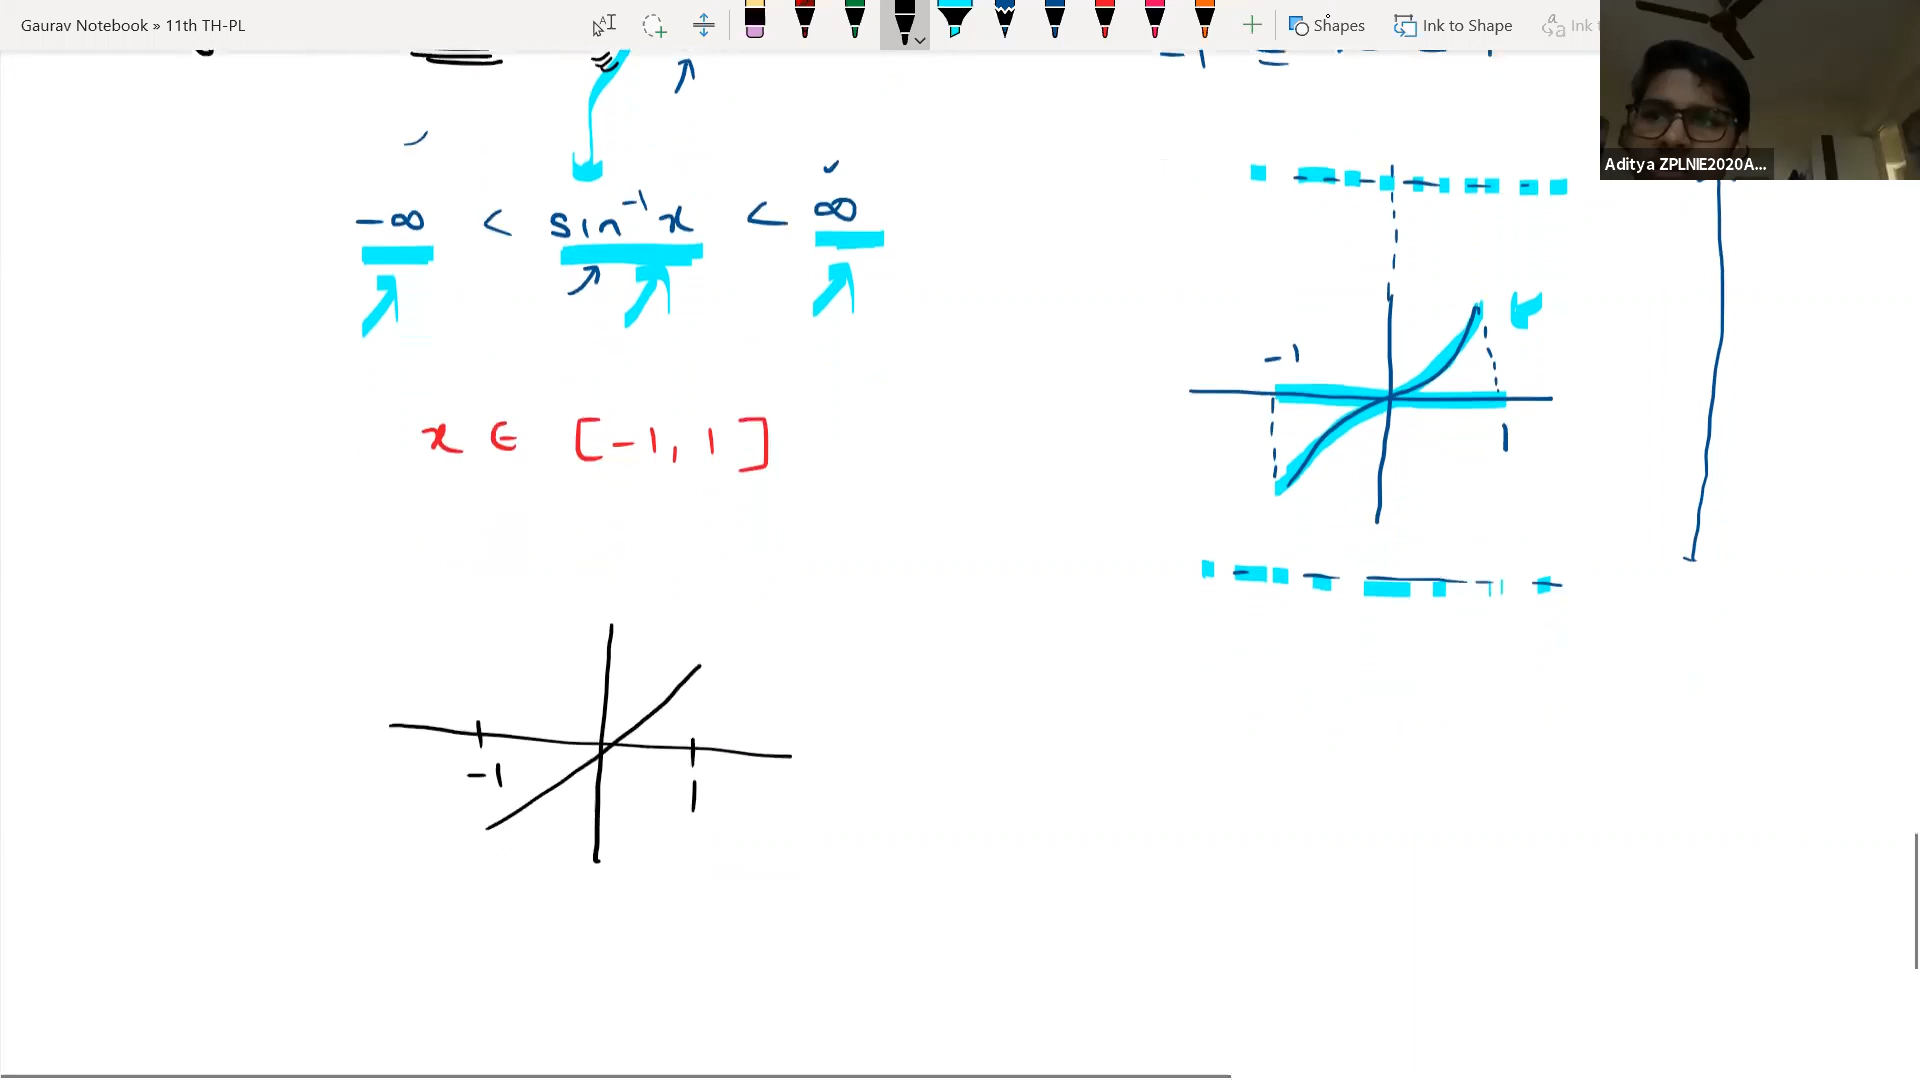 Gaurav Notebook » 11th TH-PL
Shapes
Ink to Shape
Ink t
Aditya ZPLNIE2020A...
-∞ < sin⁻¹x < ∞
x ∈ [-1, 1]
-1
1
-1
1